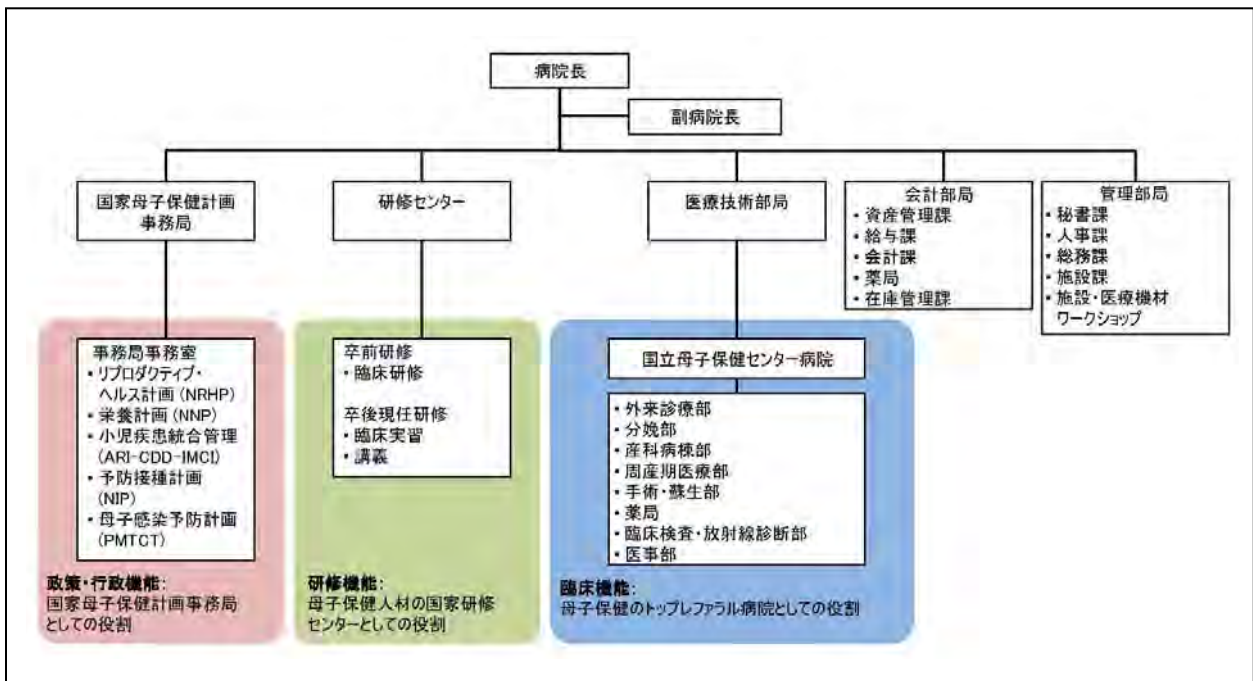 病院長
副病院長
国家母子保健計画
事務局
研修センター
医療技術部局
会計部局
・資産管理課
・給与課
・会計課
・薬局
・在庫管理課
管理部局
・秘書課
・人事課
・総務課
・施設課
・施設・医療機材
ワークショップ
事務局事務室
・リプロダクティブ・
ヘルス計画(NRHP)
・栄養計画(NNP)
・小児疾患統合管理
(ARI-CDD-IMCI)
・予防接種計画
(NIP)
・母子感染予防計画
(PMTCT)
政策・行政機能:
国家母子保健計画事務局
としての役割
卒前研修
・臨床研修
卒後現任研修
・臨床実習
・講義
研修機能:
母子保健人材の国家研修
センターとしての役割
国立母子保健センター病院
・外来診療部
・分娩部
・産科病棟部
・周産期医療部
・手術・蘇生部
・薬局
・臨床検査・放射線診断部
・医事部
臨床機能:
母子保健のトップレファラル病院としての役割